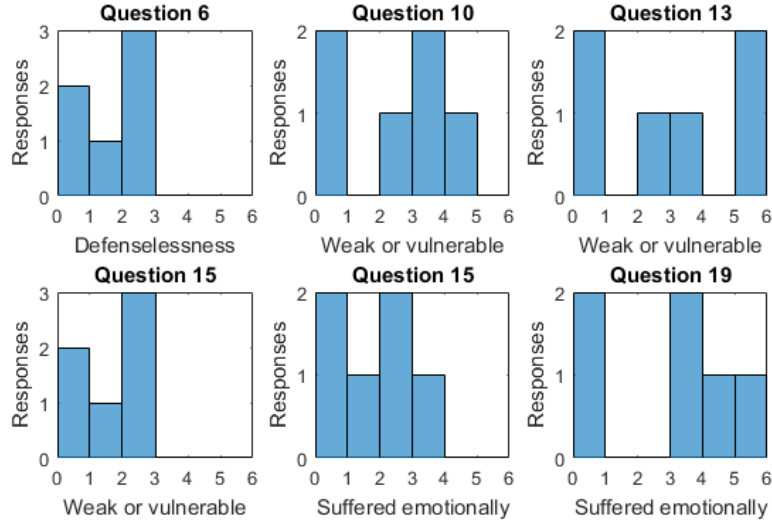 Question 6
Responses
3
2
1
0
0 1 2 3 4 5 6
Defenselessness
Question 10
Responses
2
1
0
0 1 2 3 4 5 6
Weak or vulnerable
Question 13
Responses
2
1
0
0 1 2 3 4 5 6
Weak or vulnerable
Question 15
Responses
3
2
1
0
0 1 2 3 4 5 6
Weak or vulnerable
Question 15
Responses
2
1
0
0 1 2 3 4 5 6
Suffered emotionally
Question 19
Responses
2
1
0
0 1 2 3 4 5 6
Suffered emotionally